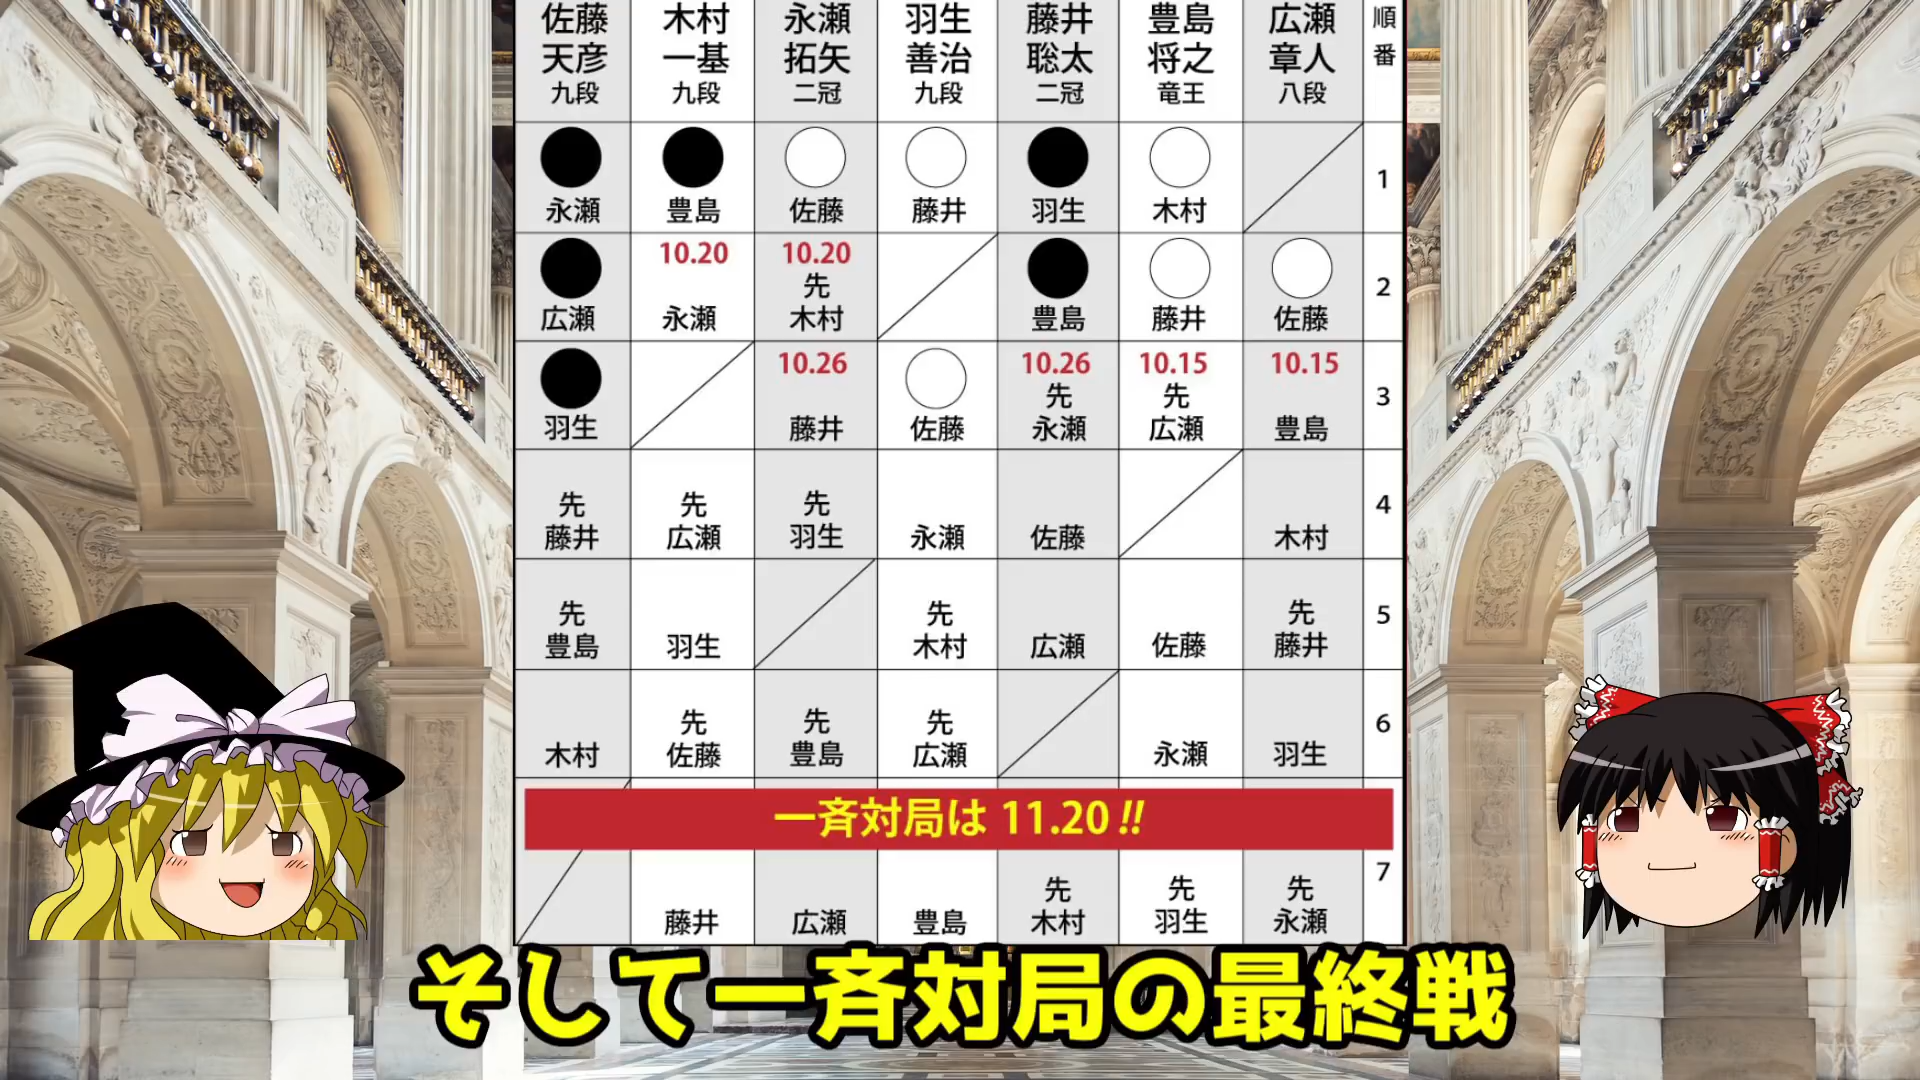 佐藤 木村 永瀬 羽生 藤井 豊島 広瀬 順
天彦 一基 拓矢 善治 聡太 将之 章人 番
九段 九段 二冠 九段 二冠 竜王 八段
1
永瀬 豊島 佐藤 藤井 羽生 木村
10.20 10.20
先 2
広瀬 永瀬 木村 豊島 藤井 佐藤
10.26 10.26 10.15 10.15
先 先 3
羽生 藤井 佐藤 永瀬 広瀬 豊島
先 先 先 4
藤井 広瀬 羽生 永瀬 佐藤 木村
先 先 先 5
豊島 羽生 木村 広瀬 佐藤 藤井
先 先 先 6
木村 佐藤 豊島 広瀬 永瀬 羽生
一斉対局は 11.20!!
7
先 先 先
藤井 広瀬 豊島 木村 羽生 永瀬
そして一斉対局の最終戦